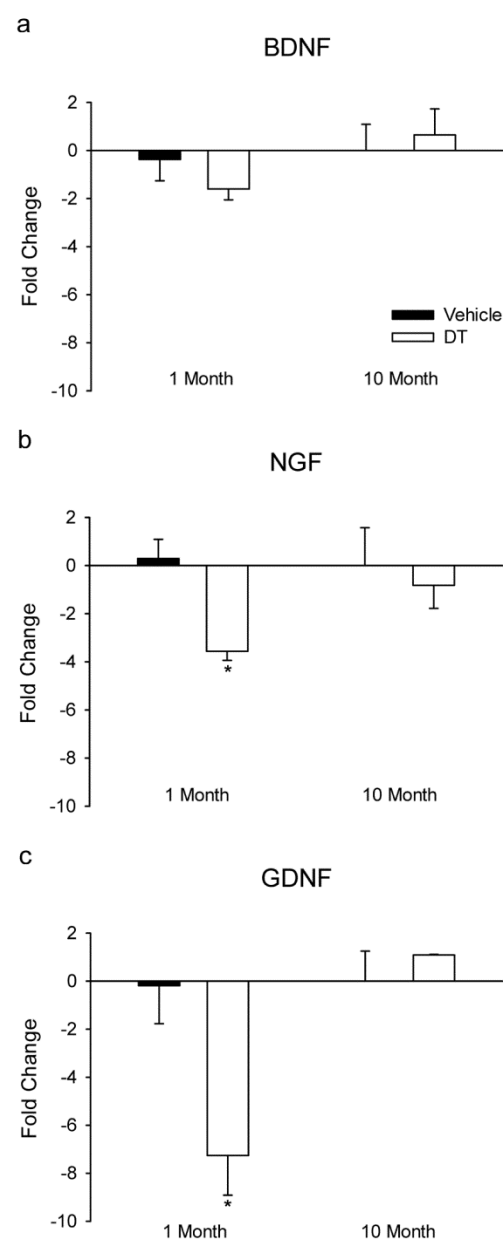 a
BDNF
2
0
-2
-4
-6
-8
-10
Fold Change
Vehicle
DT
1 Month
10 Month
b
NGF
2
0
-2
-4
-6
-8
-10
Fold Change
*
1 Month
10 Month
c
GDNF
2
0
-2
-4
-6
-8
-10
Fold Change
*
1 Month
10 Month